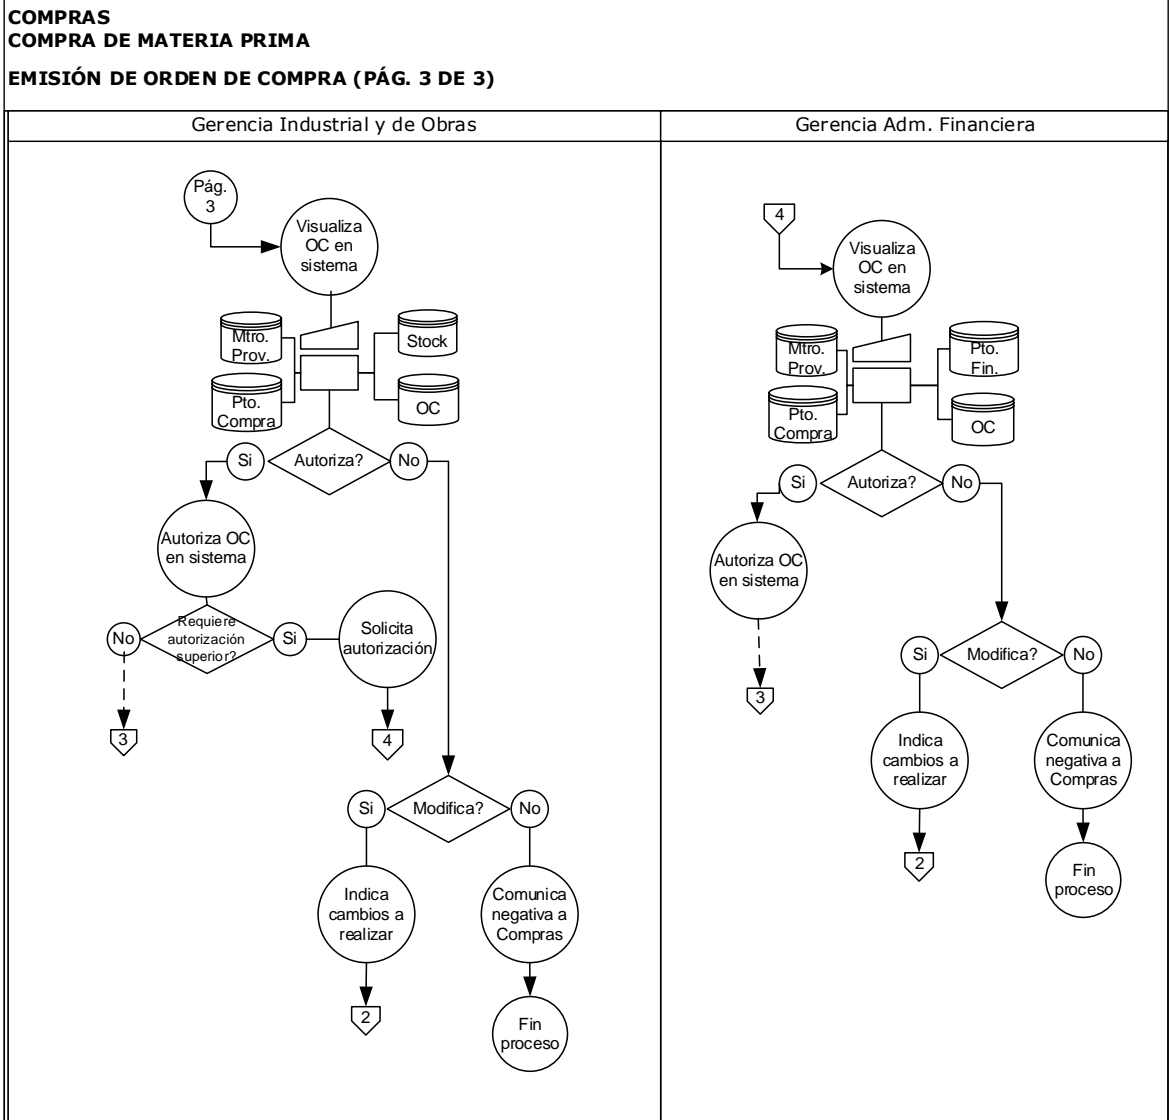 COMPRAS
COMPRA DE MATERIA PRIMA
EMISIÓN DE ORDEN DE COMPRA (PÁG. 3 DE 3)
Gerencia Industrial y de Obras
Pág.
3
Visualiza
OC en
sistema
Mtro.
Prov.
Stock
Pto.
Compra
OC
Si
Autoriza?
No
Autoriza OC
en sistema
No
Requiere
autorización
superior?
Si
Solicita
autorización
3
4
Si
Modifica?
No
Indica
cambios a
realizar
Comunica
negativa a
Compras
2
Fin
proceso
Gerencia Adm. Financiera
4
Visualiza
OC en
sistema
Mtro.
Prov.
Pto.
Fin.
Pto.
Compra
OC
Si
Autoriza?
No
Autoriza OC
en sistema
3
Si
Modifica?
No
Indica
cambios a
realizar
Comunica
negativa a
Compras
2
Fin
proceso